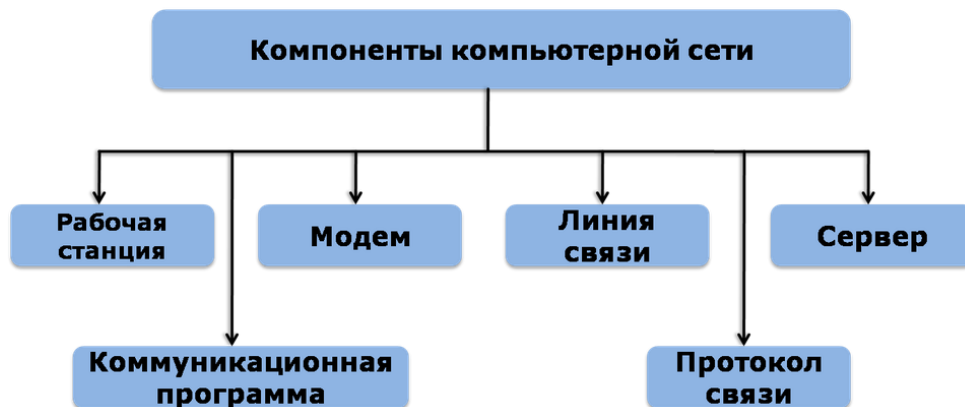 Компоненты компьютерной сети
Рабочая
станция
Модем
Линия
связи
Сервер
Коммуникационная
программа
Протокол
связи